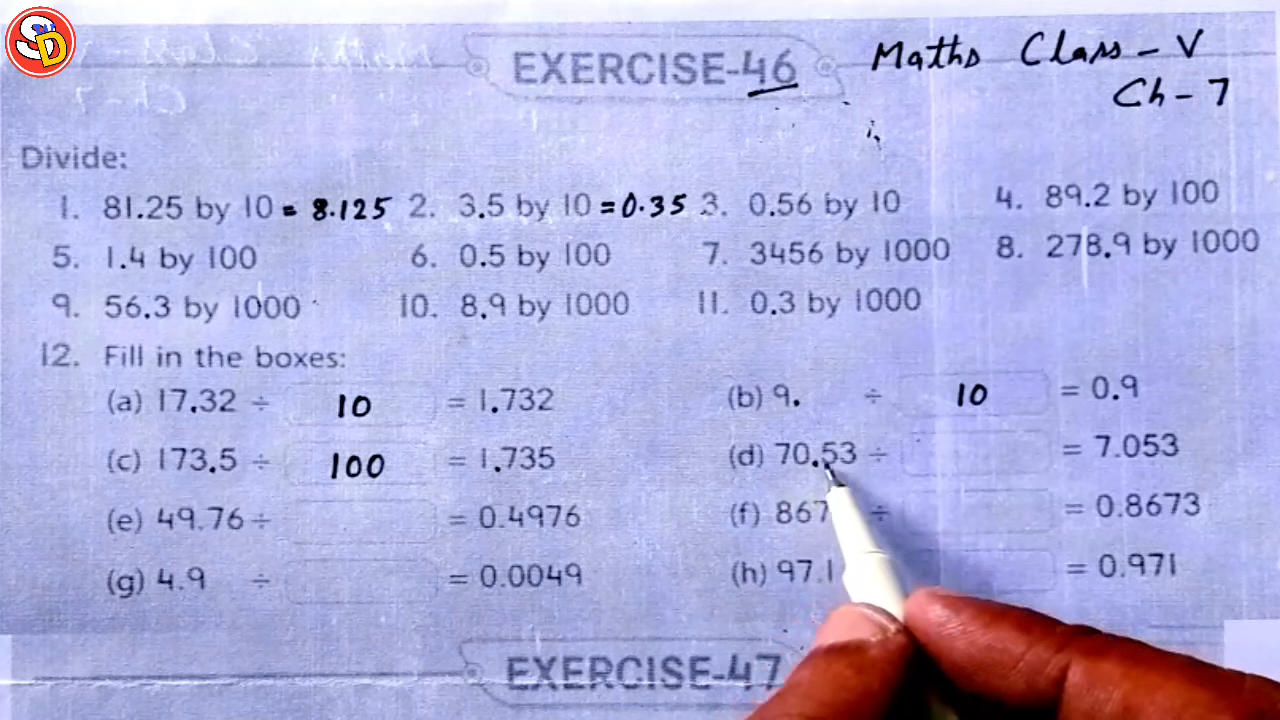 SD
EXERCISE-46
Maths Class - V
Ch - 7
Divide:
1. 81.25 by 10 = 8.125 2. 3.5 by 10 = 0.35 3. 0.56 by 10 4. 89.2 by 100
5. 1.4 by 100 6. 0.5 by 100 7. 3456 by 1000 8. 278.9 by 1000
9. 56.3 by 1000 10. 8.9 by 1000 11. 0.3 by 1000
12. Fill in the boxes:
(a) 17.32 ÷ 10 = 1.732 (b) 9. ÷ 10 = 0.9
(c) 173.5 ÷ 100 = 1.735 (d) 70.53 ÷ = 7.053
(e) 49.76 ÷ = 0.4976 (f) 867 ÷ = 0.8673
(g) 4.9 ÷ = 0.0049 (h) 97.1 = 0.971
EXERCISE-47